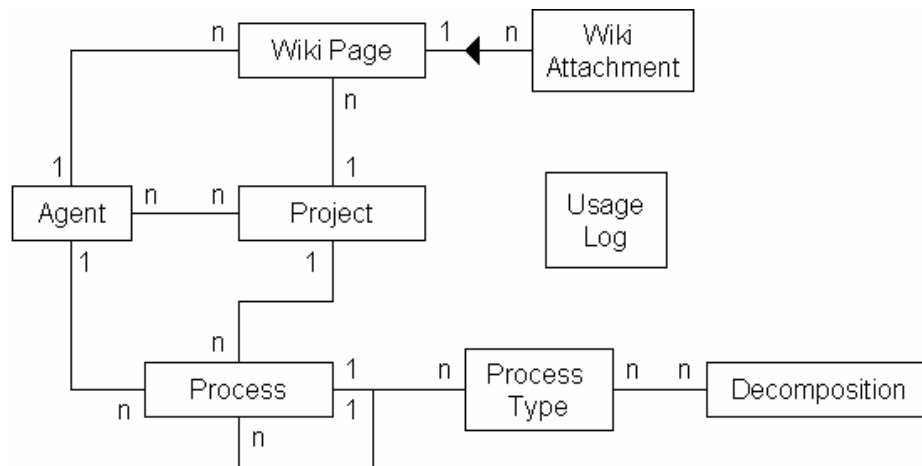 n
Wiki Page
1
n
Wiki
Attachment
n
1
1
Agent
n
n
Project
Usage
Log
1
1
n
Process
1
n
Process
Type
n
n
Decomposition
n
1
n